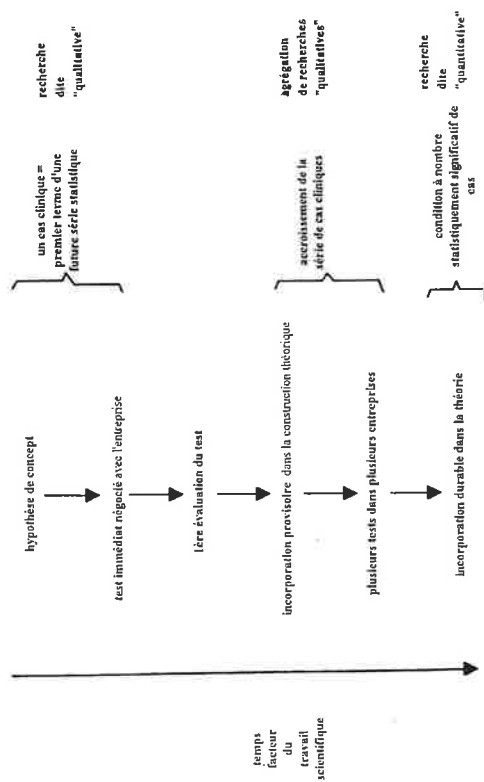 temps
facteur
du
travail
scientifique
hypothèse de concept
test immédiat négocié avec l'entreprise
1ère évaluation du test
incorporation provisoire dans la construction théorique
plusieurs tests dans plusieurs entreprises
incorporation durable dans la théorie
un cas clinique =
premier terme d'une
future série statistique
accroissement de la
série de cas cliniques
condition à nombre
statistiquement significatif de
cas
recherche
dite
"qualitative"
agrégation
de recherches
"qualitatives"
recherche
dite
"quantitative"